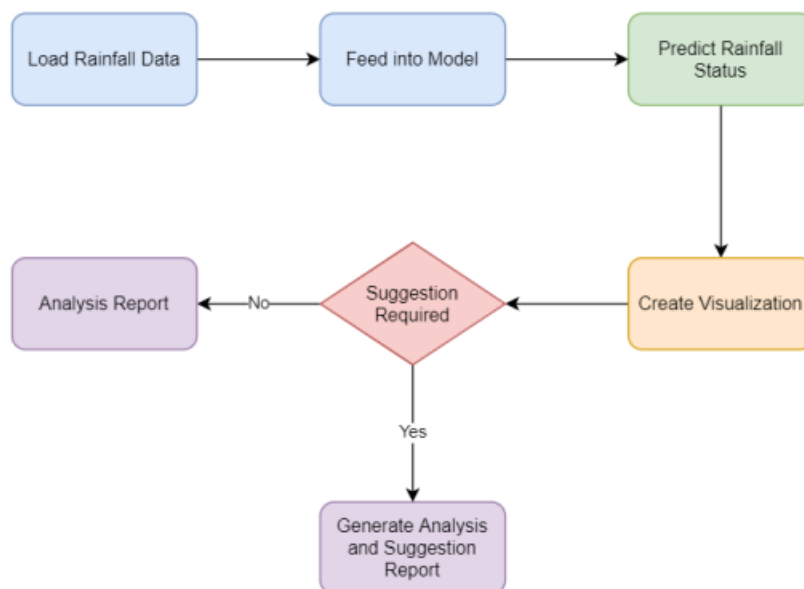 Load Rainfall Data
Feed into Model
Predict Rainfall
Status
Create Visualization
Suggestion
Required
No
Analysis Report
Yes
Generate Analysis
and Suggestion
Report